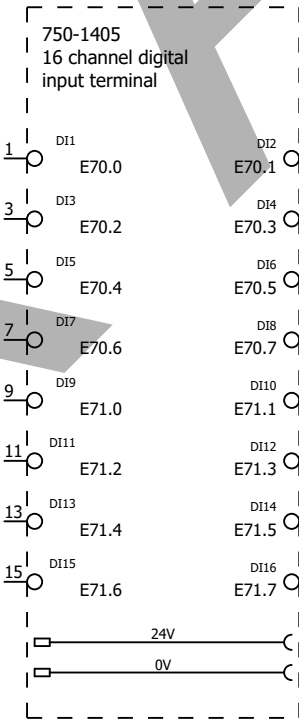 750-1405
16 channel digital
input terminal
1 DI1 E70.0 DI2 E70.1
3 DI3 E70.2 DI4 E70.3
5 DI5 E70.4 DI6 E70.5
7 DI7 E70.6 DI8 E70.7
9 DI9 E71.0 DI10 E71.1
11 DI11 E71.2 DI12 E71.3
13 DI13 E71.4 DI14 E71.5
15 DI15 E71.6 DI16 E71.7
24V
0V